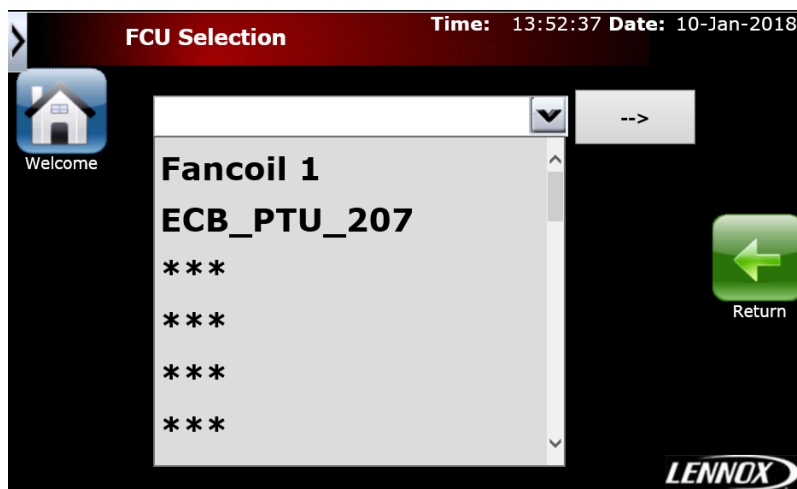 FCU Selection
Time: 13:52:37 Date: 10-Jan-2018
Welcome
-->
Fancoil 1
ECB_PTU_207
***
***
***
***
Return
LENNOX